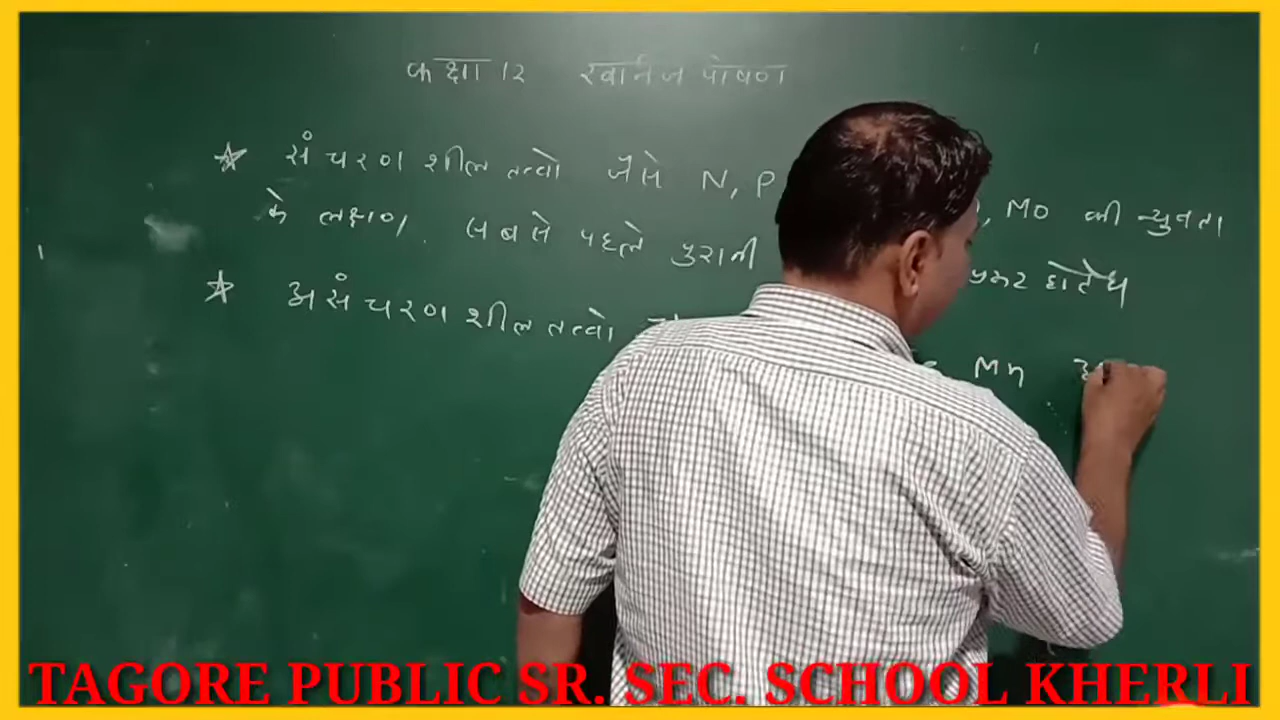 कक्षा 12 खनिज पोषण
☆ संचरणशील तत्वो जैसे N, P , Mo की न्युनता
के लक्षण सबसे पहले पुरानी प्रकट होते है
☆ असंचरणशील तत्वो Mn
TAGORE PUBLIC SR. SEC. SCHOOL KHERLI